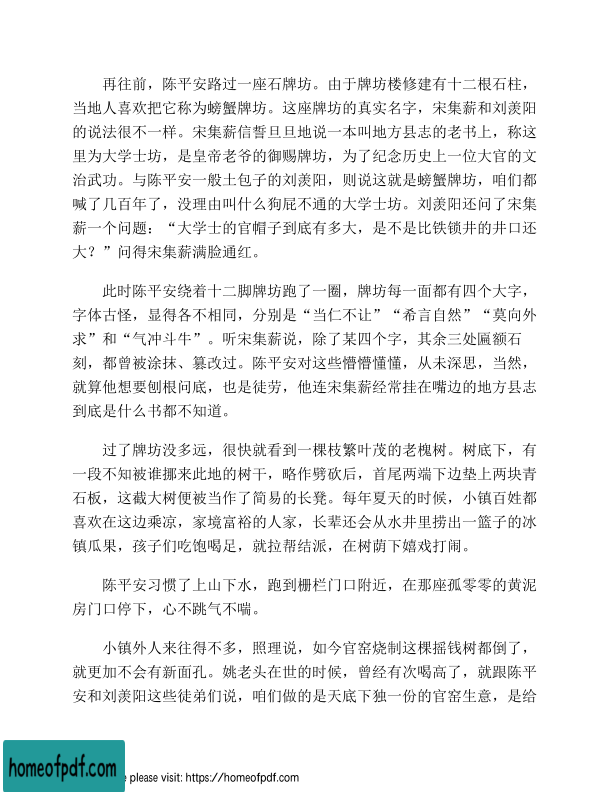 再往前，陈平安路过一座石牌坊。由于牌坊楼修建有十二根石柱，
当地人喜欢把它称为螃蟹牌坊。这座牌坊的真实名字，宋集薪和刘羡阳
的说法很不一样。宋集薪信誓旦旦地说一本叫地方县志的老书上，称这
里为大学士坊，是皇帝老爷的御赐牌坊，为了纪念历史上一位大官的文
治武功。与陈平安一般土包子的刘羡阳，则说这就是螃蟹牌坊，咱们都
喊了几百年了，没理由叫什么狗屁不通的大学士坊。刘羡阳还问了宋集
薪一个问题：“大学士的官帽子到底有多大，是不是比铁锁井的井口还
大？”问得宋集薪满脸通红。
此时陈平安绕着十二脚牌坊跑了一圈，牌坊每一面都有四个大字，
字体古怪，显得各不相同，分别是“当仁不让”“希言自然”“莫向外
求”和“气冲斗牛”。听宋集薪说，除了某四个字，其余三处匾额石
刻，都曾被涂抹、篡改过。陈平安对这些懵懵懂懂，从未深思，当然，
就算他想要刨根问底，也是徒劳，他连宋集薪经常挂在嘴边的地方县志
到底是什么书都不知道。
过了牌坊没多远，很快就看到一棵枝繁叶茂的老槐树。树底下，有
一段不知被谁挪来此地的树干，略作劈砍后，首尾两端下边垫上两块青
石板，这截大树便被当作了简易的长凳。每年夏天的时候，小镇百姓都
喜欢在这边乘凉，家境富裕的人家，长辈还会从水井里捞出一篮子的冰
镇瓜果，孩子们吃饱喝足，就拉帮结派，在树荫下嬉戏打闹。
陈平安习惯了上山下水，跑到栅栏门口附近，在那座孤零零的黄泥
房门口停下，心不跳气不喘。
小镇外人来往得不多，照理说，如今官窑烧制这棵摇钱树都倒了，
就更加不会有新面孔。姚老头在世的时候，曾经有次喝高了，就跟陈平
安和刘羡阳这些徒弟们说，咱们做的是天底下独一份的官窑生意，是给
homeofpdf.com
e please visit: https://homeofpdf.com